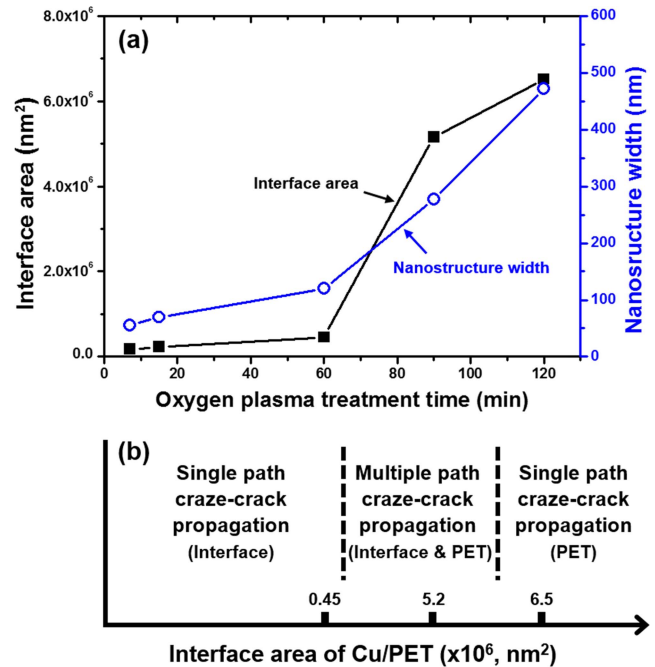 (a)
8.0x10⁶
6.0x10⁶
4.0x10⁶
2.0x10⁶
0.0
Interface area (nm²)
600
500
400
300
200
100
0
Nanosructure width (nm)
Interface area
Nanostructure width
0 20 40 60 80 100 120
Oxygen plasma treatment time (min)
(b)
Single path
craze-crack
propagation
(Interface)
Multiple path
craze-crack
propagation
(Interface & PET)
Single path
craze-crack
propagation
(PET)
0.45 5.2 6.5
Interface area of Cu/PET (x10⁶, nm²)